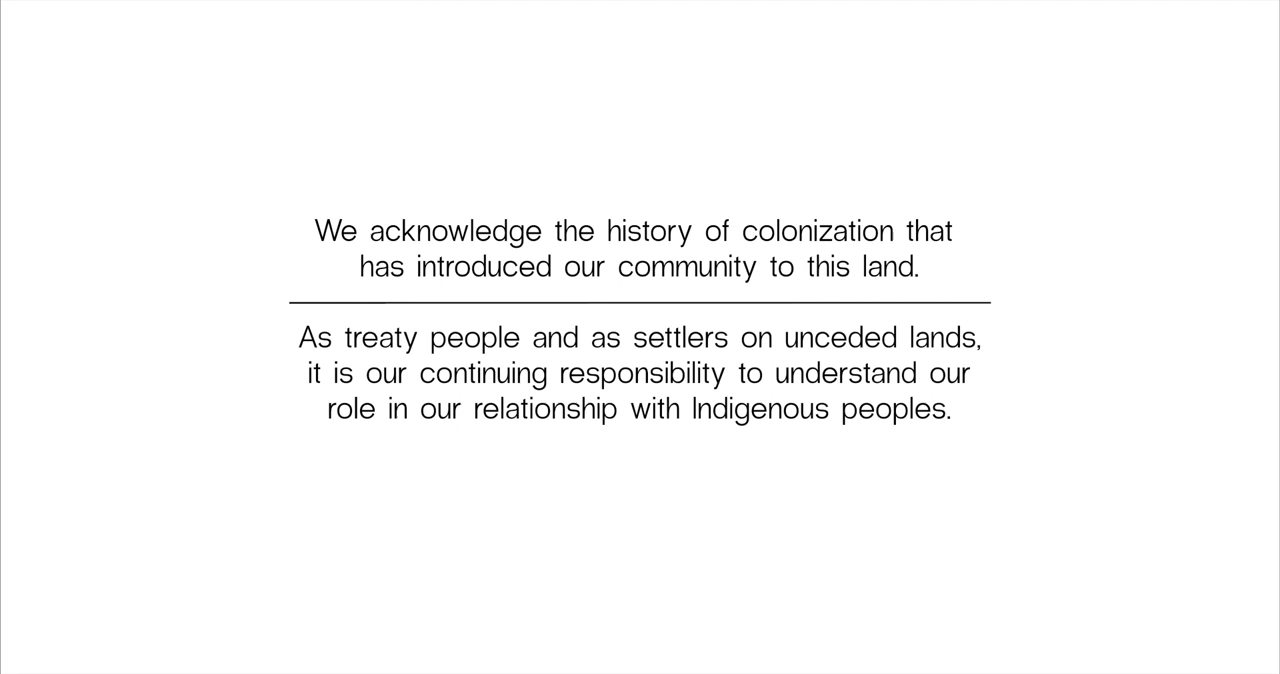 We acknowledge the history of colonization that
has introduced our community to this land.
As treaty people and as settlers on unceded lands,
it is our continuing responsibility to understand our
role in our relationship with Indigenous peoples.